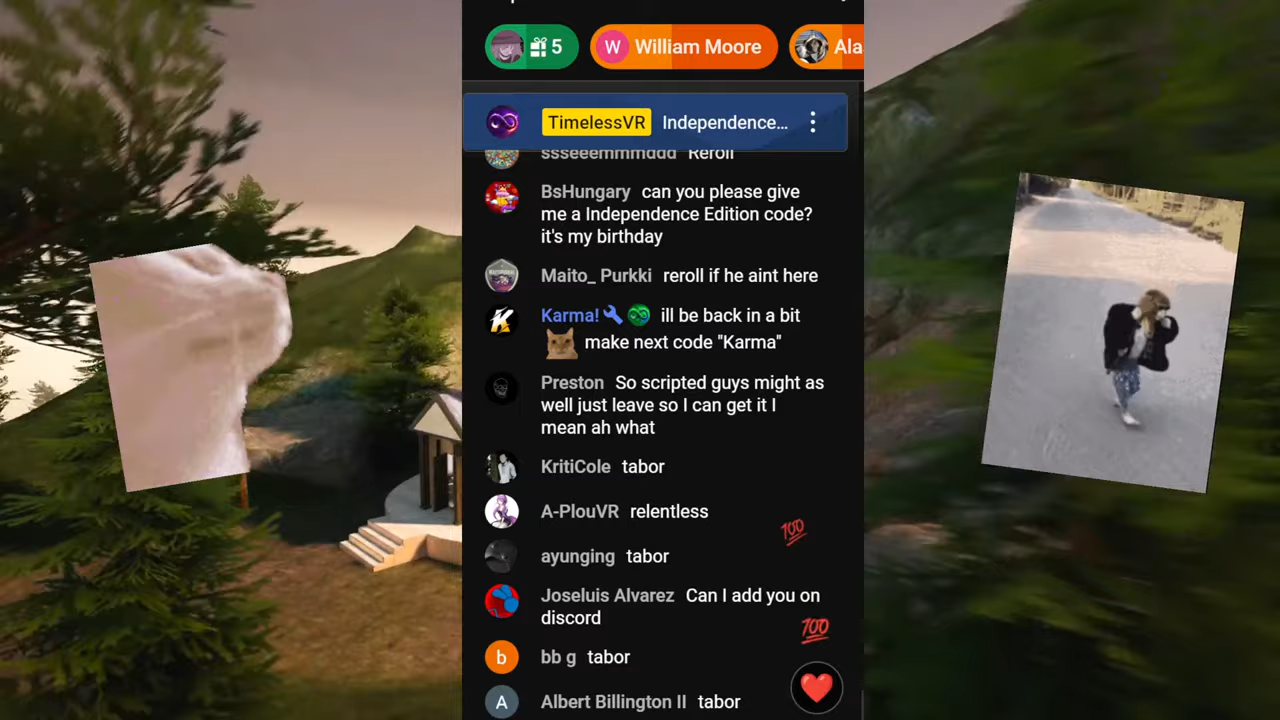 5
W William Moore
Ala
TimelessVR Independence...
ssseeemmmddd Reroll
BsHungary can you please give
me a Independence Edition code?
it's my birthday
Maito_ Purkki reroll if he aint here
Karma! ill be back in a bit
make next code "Karma"
Preston So scripted guys might as
well just leave so I can get it I
mean ah what
KritiCole tabor
A-PlouVR relentless
100
ayunging tabor
Joseluis Alvarez Can I add you on
discord
100
b bb g tabor
A Albert Billington II tabor